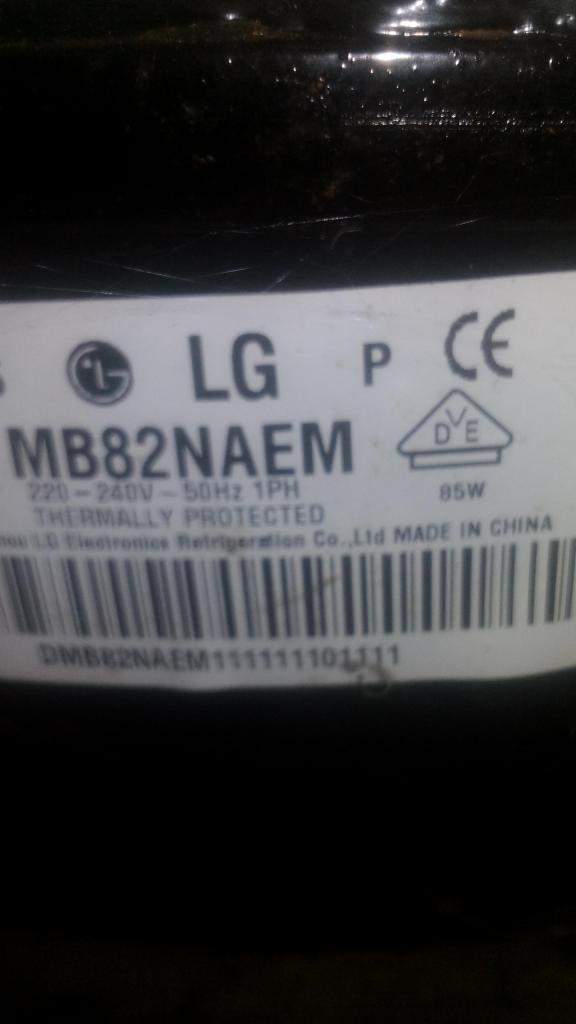 LG P CE
MB82NAEM
DVE
220-240V~50Hz 1PH
85W
THERMALLY PROTECTED
LG Electronics Refrigeration Co.,Ltd MADE IN CHINA
DMB82NAEM111111101111